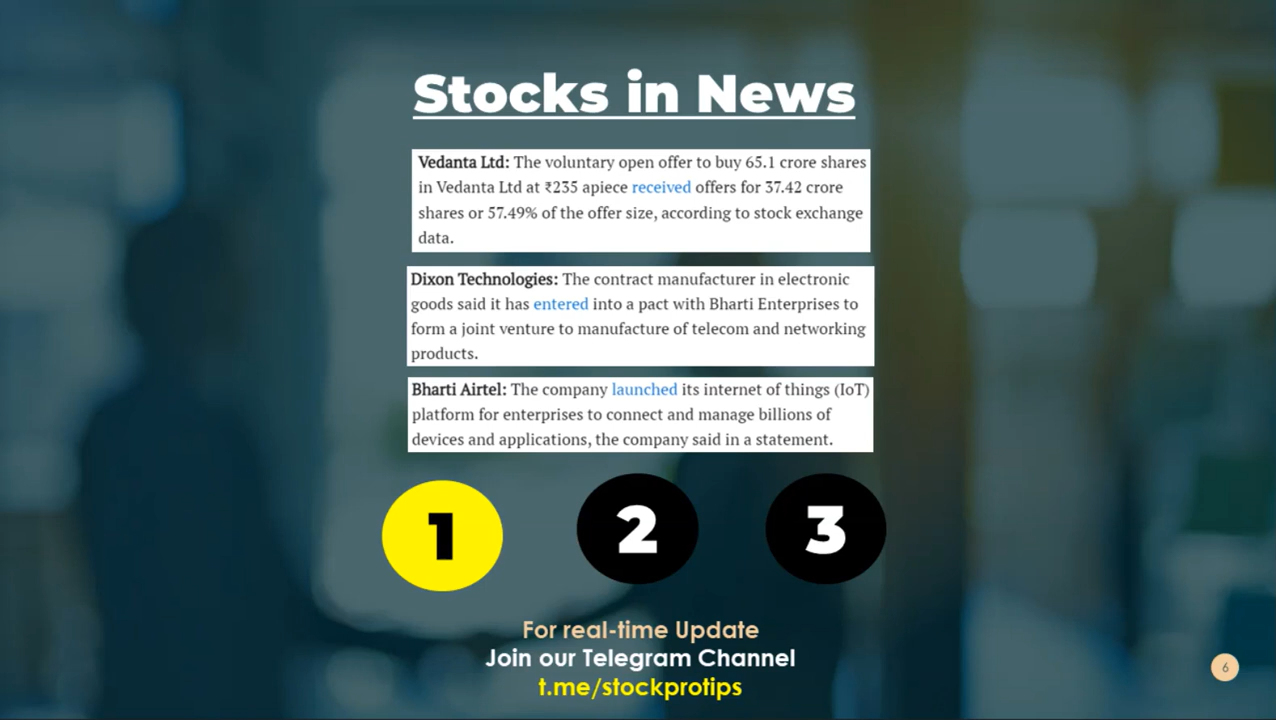 Stocks in News
Vedanta Ltd: The voluntary open offer to buy 65.1 crore shares
in Vedanta Ltd at ₹235 apiece received offers for 37.42 crore
shares or 57.49% of the offer size, according to stock exchange
data.
Dixon Technologies: The contract manufacturer in electronic
goods said it has entered into a pact with Bharti Enterprises to
form a joint venture to manufacture of telecom and networking
products.
Bharti Airtel: The company launched its internet of things (IoT)
platform for enterprises to connect and manage billions of
devices and applications, the company said in a statement.
1 2 3
For real-time Update
Join our Telegram Channel
t.me/stockprotips
6